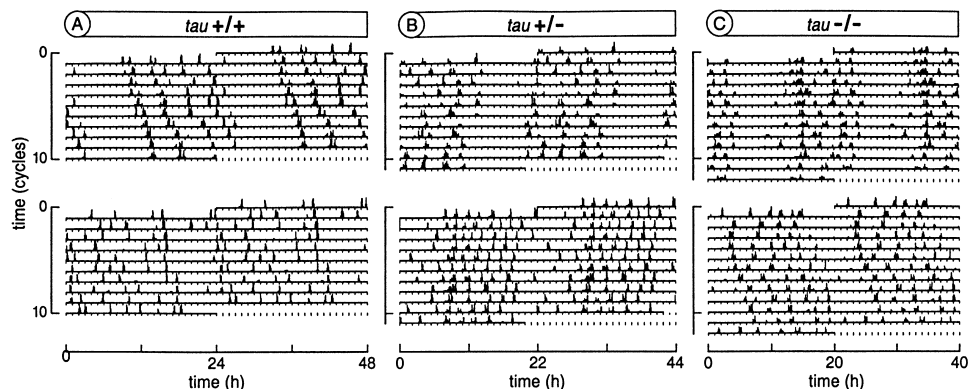 A tau +/+
B tau +/-
C tau -/-
0
10
time (cycles)
0
10
0 24 48
0 22 44
0 20 40
time (h)
time (h)
time (h)